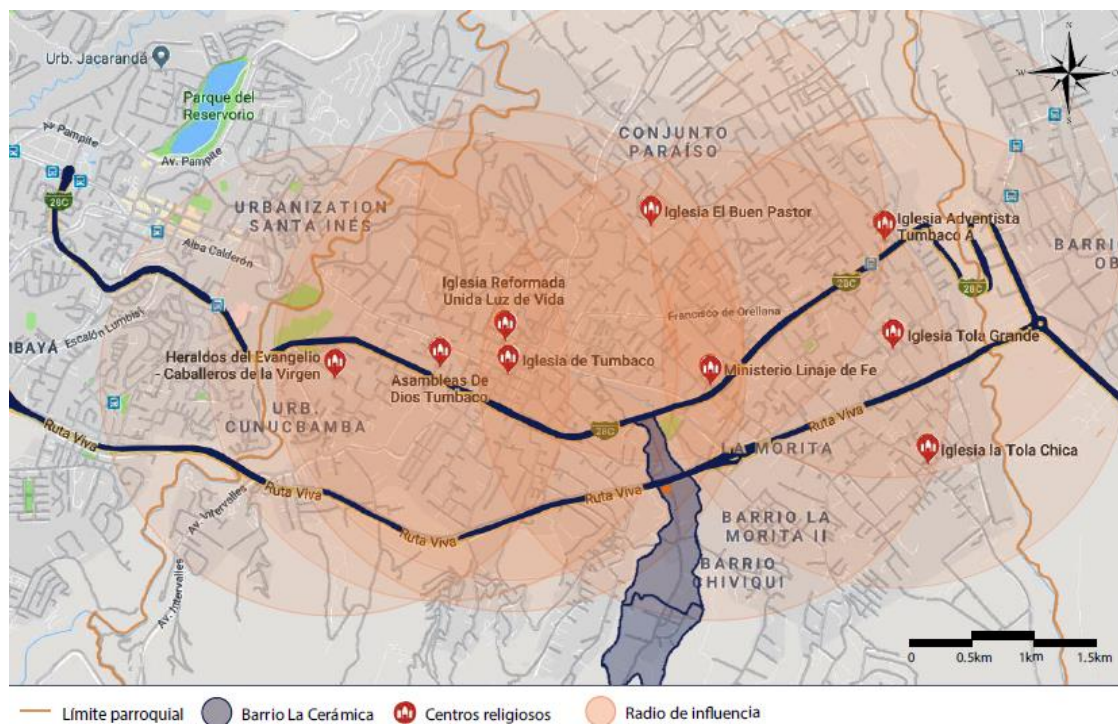 Urb. Jacarandá
Parque del
Reservorio
Av. Pampite
Av. Pampite
28C
URBANIZATION
SANTA INÉS
Alba Calderón
Escalón Lumbisí
MBAYÁ
CONJUNTO
PARAÍSO
Iglesia El Buen Pastor
Iglesia Adventista
Tumbaco A
BARRIO
OB
N
W
S
28C
28C
Iglesia Reformada
Unida Luz de Vida
Francisco de Orellana
Iglesia Tola Grande
Heraldos del Evangelio
- Caballeros de la Virgen
Asambleas De
Dios Tumbaco
Iglesia de Tumbaco
Ministerio Linaje de Fe
URB.
CUNUCBAMBA
28C
Ruta Viva
LA MORITA
Iglesia la Tola Chica
Ruta Viva
Ruta Viva
Ruta Viva
Ruta Viva
Av. Intervalles
Av. Intervalles
BARRIO LA
MORITA II
BARRIO
CHIVIQUI
0 0.5km 1km 1.5km
Límite parroquial Barrio La Cerámica Centros religiosos Radio de influencia